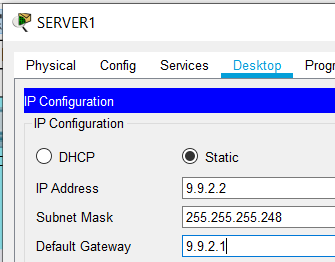 SERVER1
Physical Config Services Desktop
IP Configuration
IP Configuration
DHCP Static
IP Address 9.9.2.2
Subnet Mask 255.255.255.248
Default Gateway 9.9.2.1